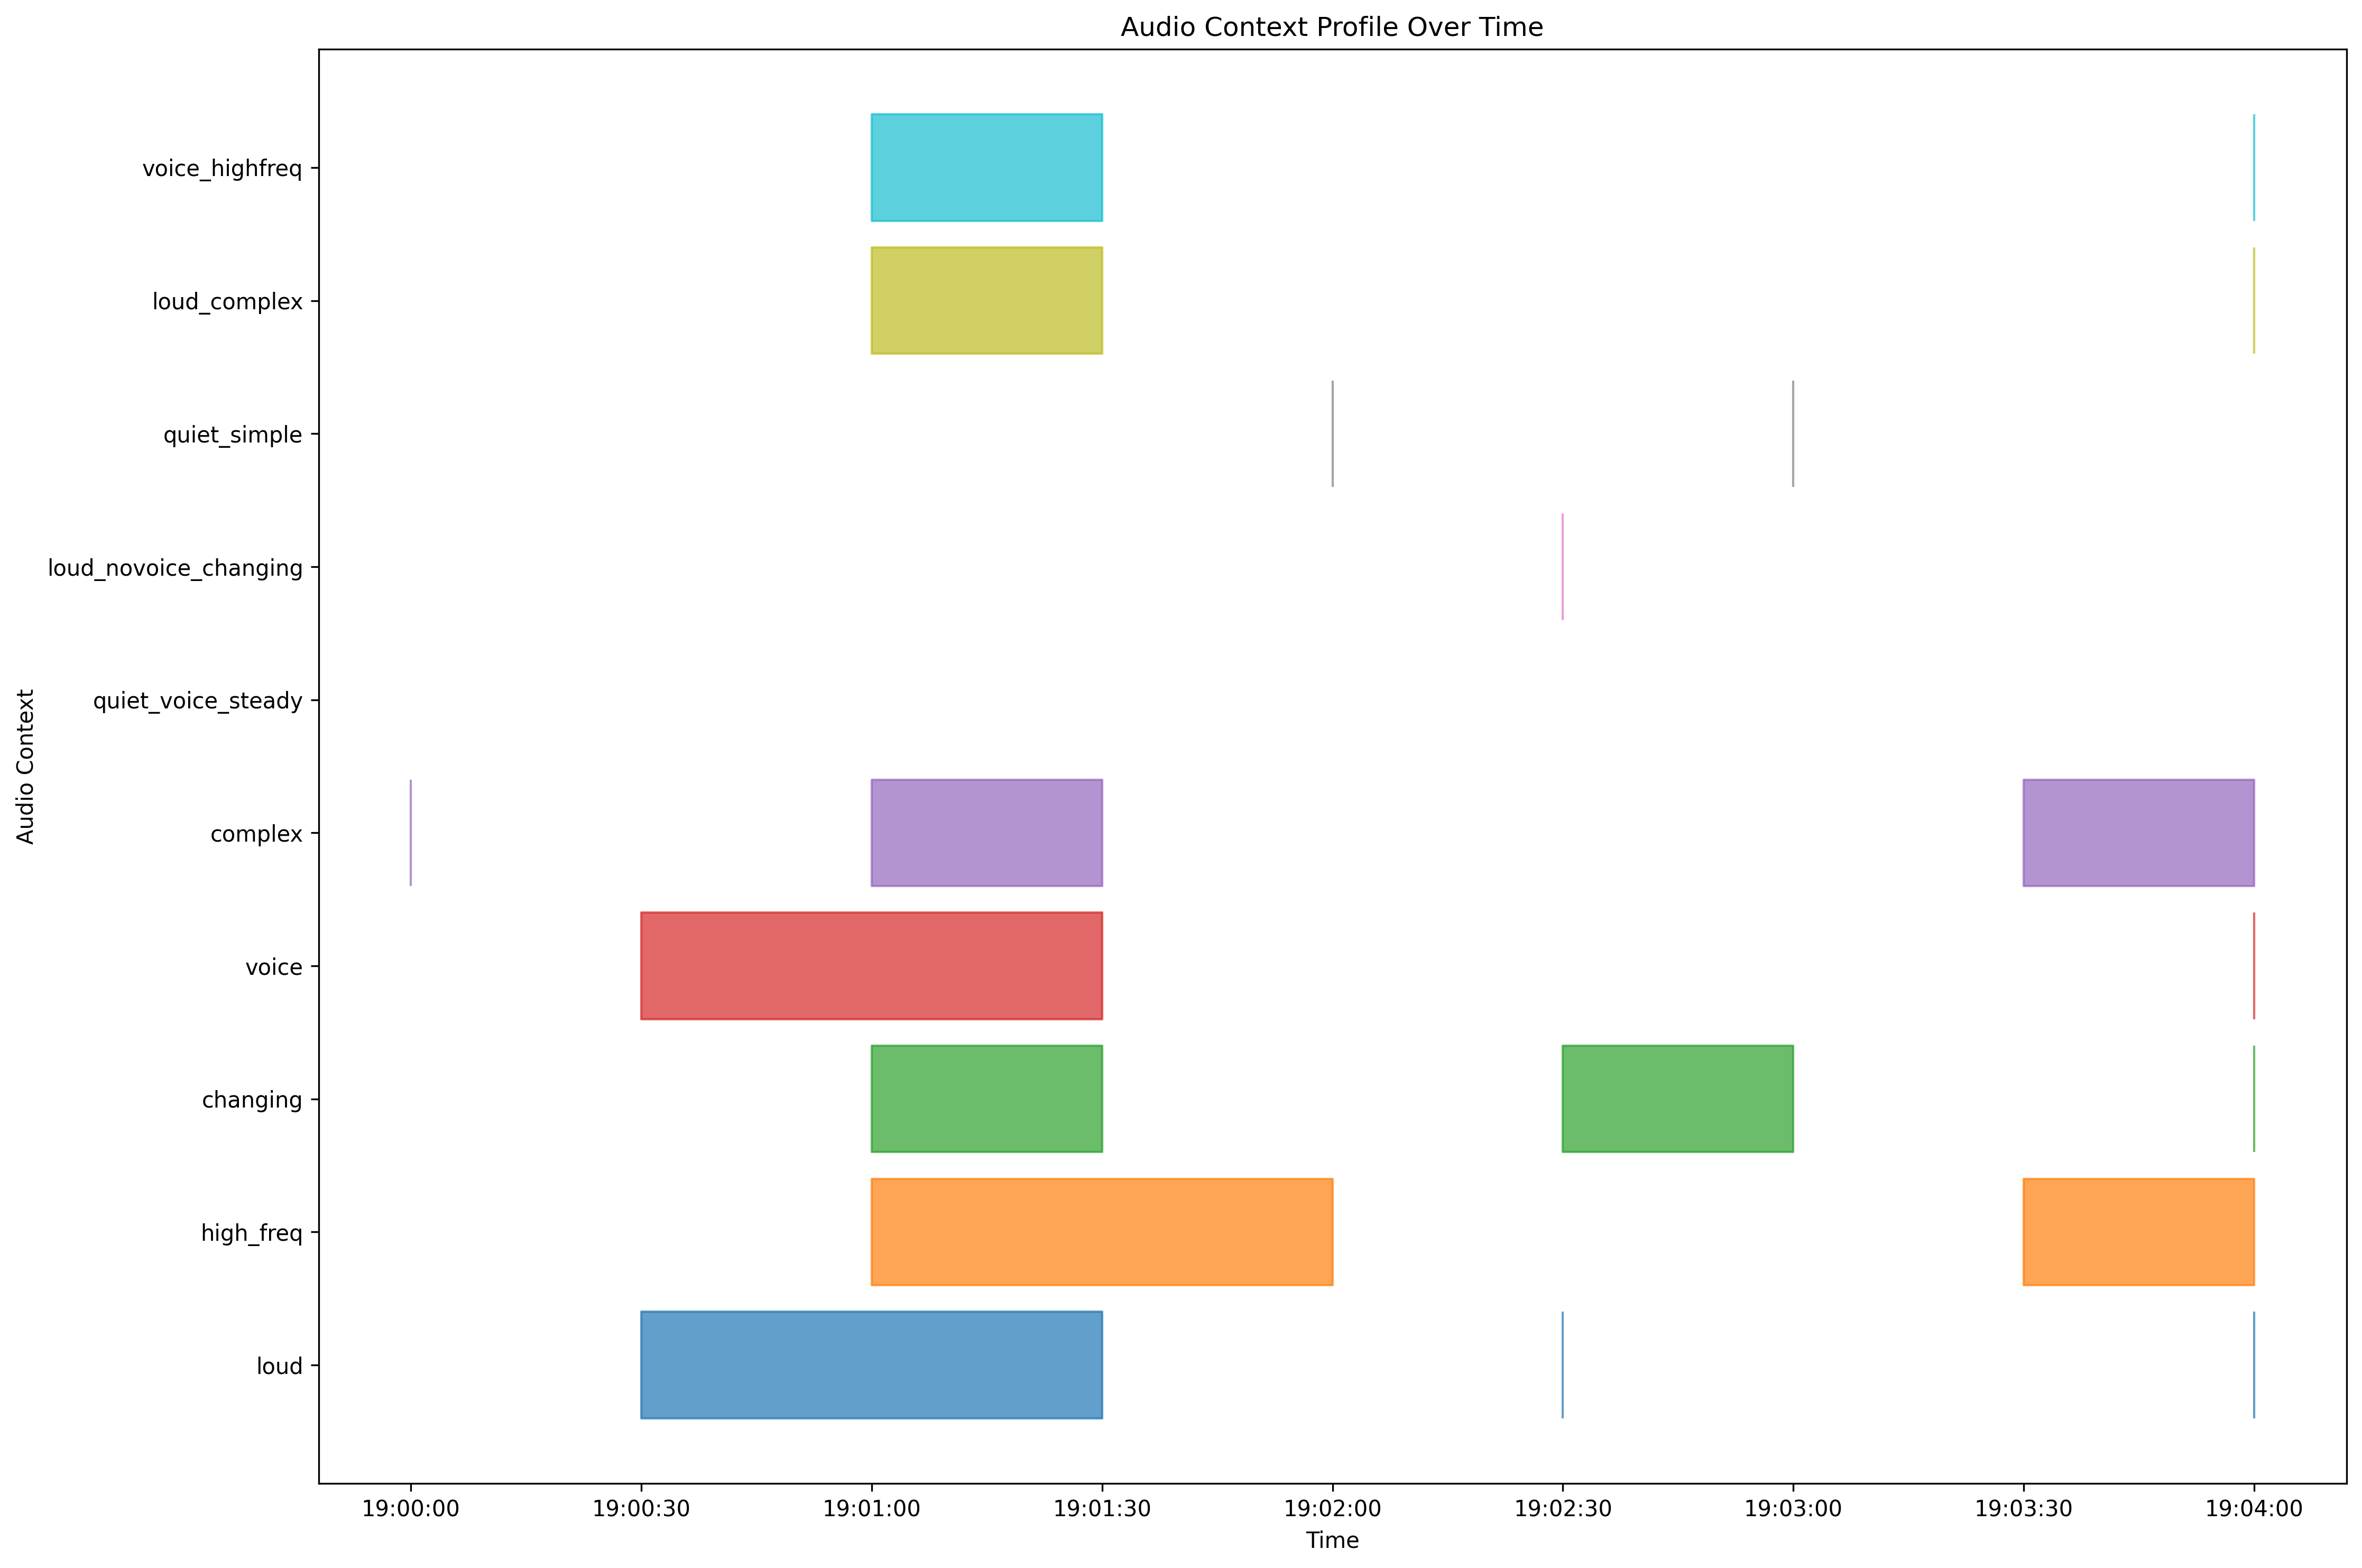 Audio Context Profile Over Time
voice_highfreq
loud_complex
quiet_simple
loud_novoice_changing
quiet_voice_steady
complex
voice
changing
high_freq
loud
Audio Context
19:00:00 19:00:30 19:01:00 19:01:30 19:02:00 19:02:30 19:03:00 19:03:30 19:04:00
Time